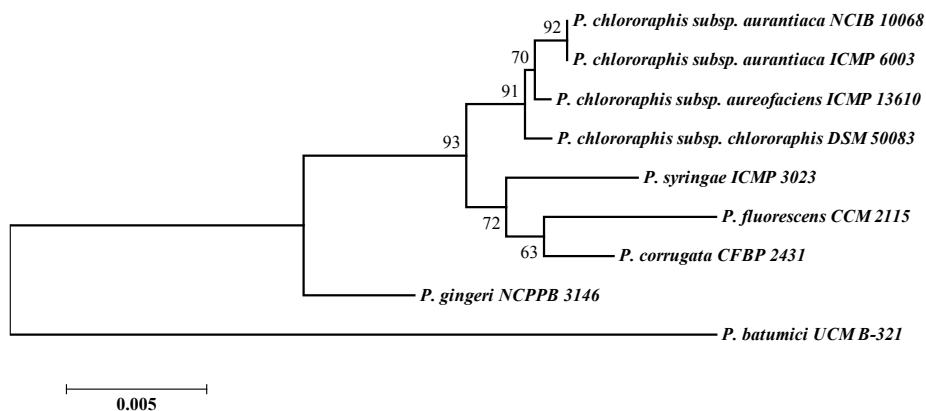 92
P. chlororaphis subsp. aurantiaca NCIB 10068
P. chlororaphis subsp. aurantiaca ICMP 6003
70
P. chlororaphis subsp. aureofaciens ICMP 13610
91
P. chlororaphis subsp. chlororaphis DSM 50083
93
P. syringae ICMP 3023
72
P. fluorescens CCM 2115
63
P. corrugata CFBP 2431
P. gingeri NCPPB 3146
P. batumici UCM B-321
0.005